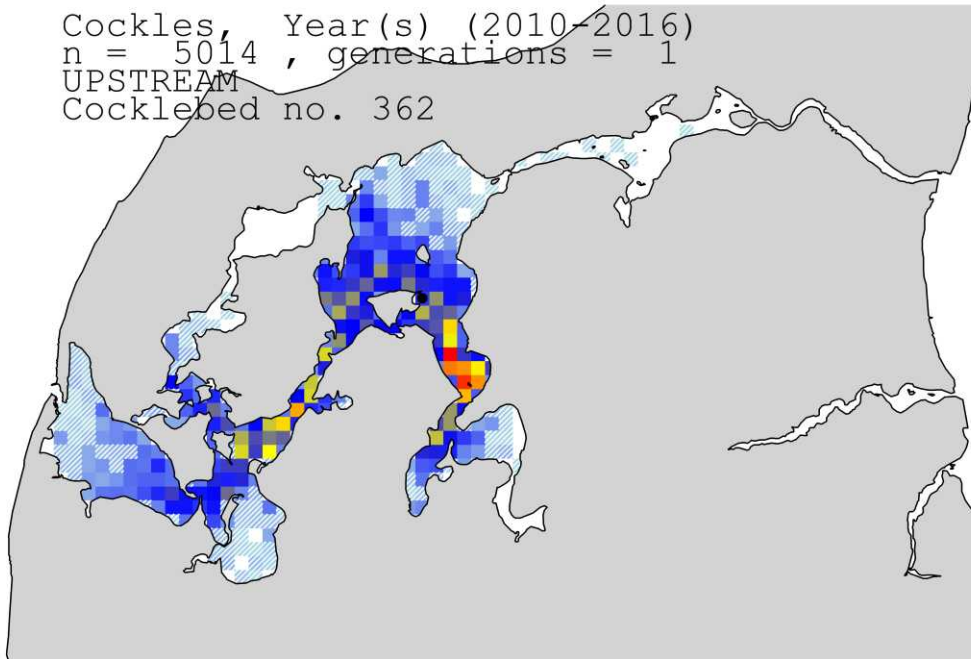 Cockles, Year(s) (2010-2016)
n = 5014 , generations = 1
UPSTREAM
Cocklebed no. 362